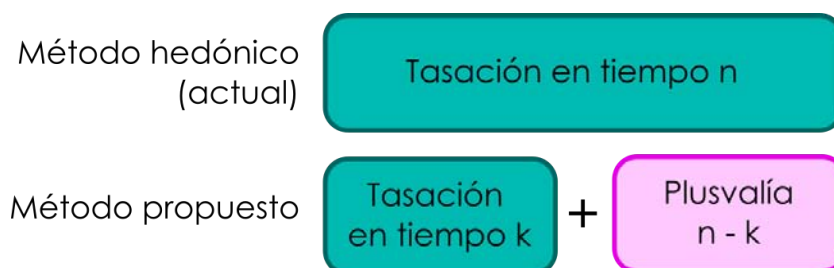 Método hedónico
(actual)
Tasación en tiempo n
Método propuesto
Tasación
en tiempo k
+
Plusvalía
n - k